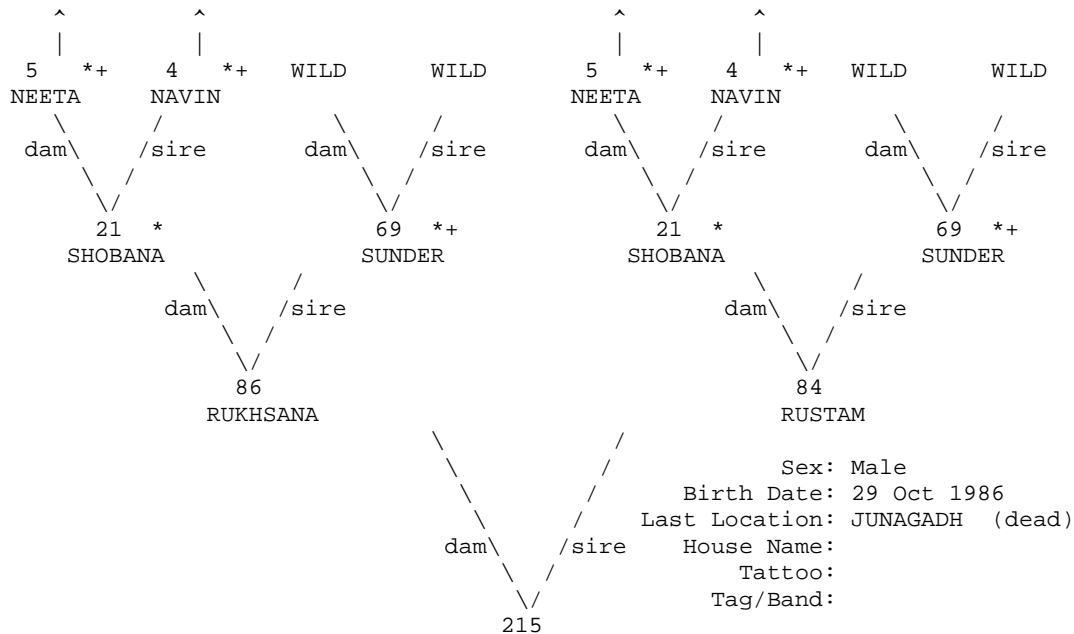 ^ ^ ^ ^
| | | |
5 *+ 4 *+ WILD WILD 5 *+ 4 *+ WILD WILD
NEETA NAVIN NEETA NAVIN
\ / \ / \ / \ /
dam\ /sire dam\ /sire dam\ /sire dam\ /sire
\ / \ / \ / \ /
\/ \/ \/ \/
21 * 69 *+ 21 * 69 *+
SHOBANA SUNDER SHOBANA SUNDER
\ / \ /
dam\ /sire dam\ /sire
\ / \ /
\/ \/
86 84
RUKHSANA RUSTAM
\ /
\ / Sex: Male
\ / Birth Date: 29 Oct 1986
\ / Last Location: JUNAGADH (dead)
dam\ /sire House Name:
\ / Tattoo:
\/ Tag/Band:
215